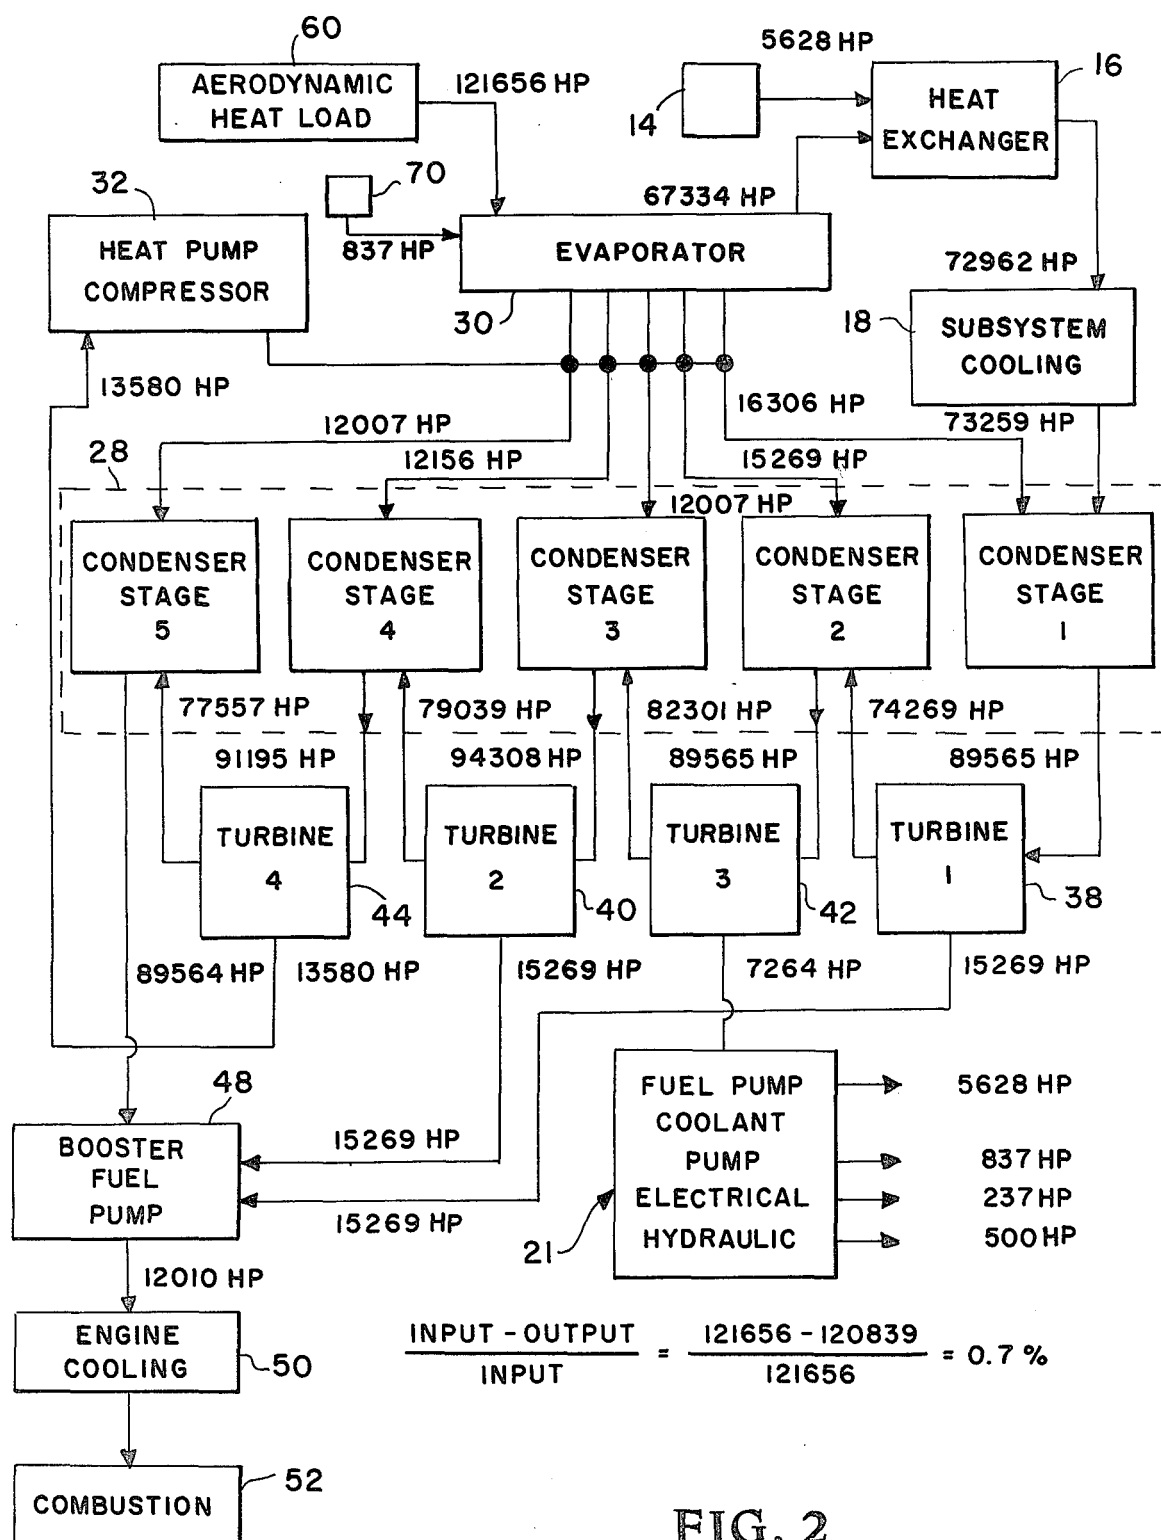 60
5628 HP
AERODYNAMIC
HEAT LOAD
121656 HP
14
HEAT
EXCHANGER
16
32
70
67334 HP
HEAT PUMP
COMPRESSOR
837 HP
EVAPORATOR
30
72962 HP
18
SUBSYSTEM
COOLING
13580 HP
16306 HP
73259 HP
12007 HP
28
12156 HP
15269 HP
12007 HP
CONDENSER
STAGE
5
CONDENSER
STAGE
4
CONDENSER
STAGE
3
CONDENSER
STAGE
2
CONDENSER
STAGE
1
77557 HP
79039 HP
82301 HP
74269 HP
91195 HP
94308 HP
89565 HP
89565 HP
TURBINE
4
44
TURBINE
2
40
TURBINE
3
42
TURBINE
1
38
89564 HP
13580 HP
15269 HP
7264 HP
15269 HP
48
BOOSTER
FUEL
PUMP
15269 HP
15269 HP
FUEL PUMP
COOLANT
PUMP
ELECTRICAL
HYDRAULIC
21
5628 HP
837 HP
237 HP
500 HP
12010 HP
ENGINE
COOLING
50
INPUT - OUTPUT
INPUT
=
121656 - 120839
121656
= 0.7 %
COMBUSTION
52
FIG. 2